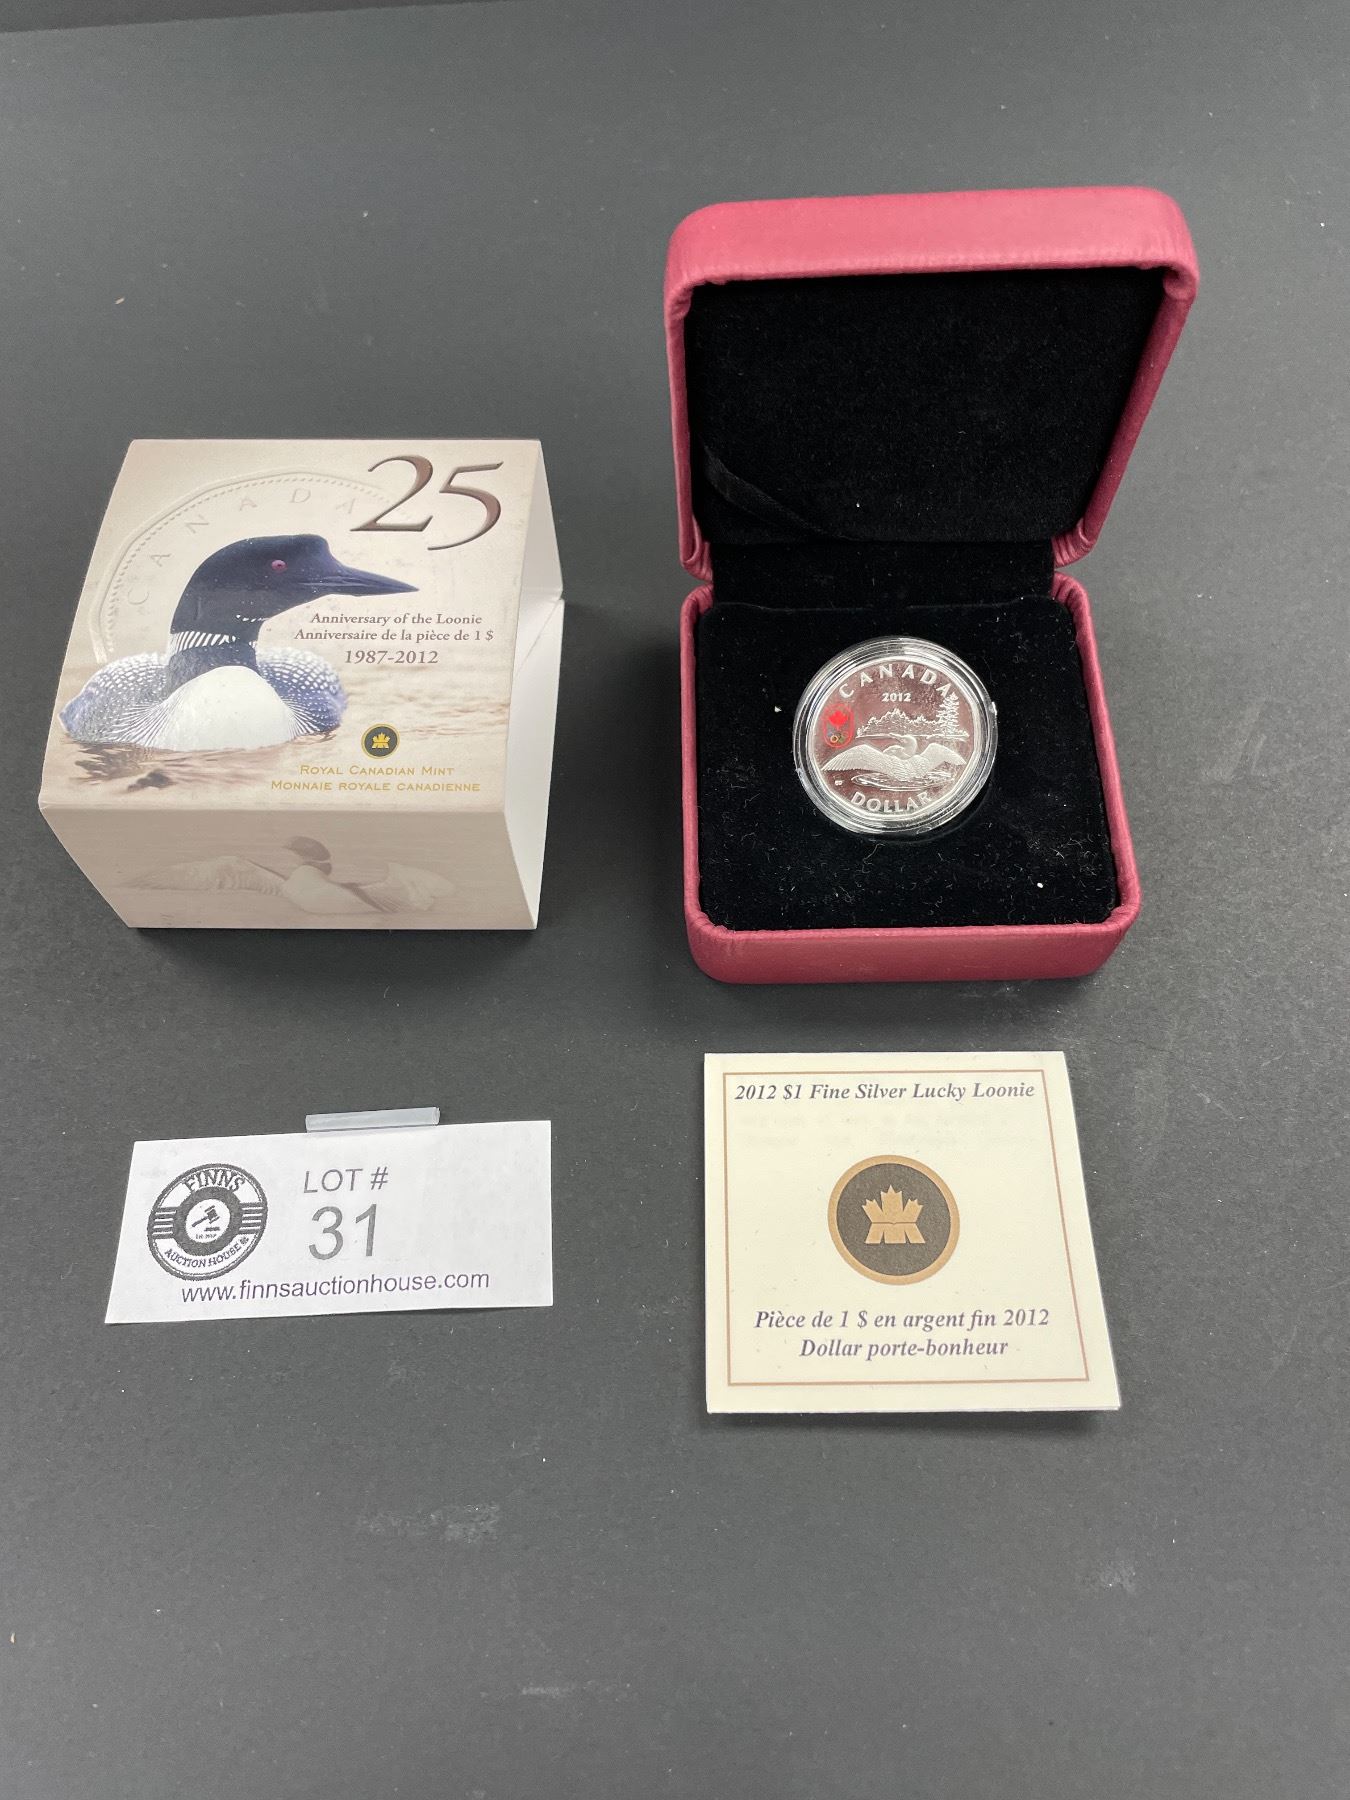 CANADA
25
Anniversary of the Loonie
Anniversaire de la pièce de 1 $
1987-2012
ROYAL CANADIAN MINT
MONNAIE ROYALE CANADIENNE
CANADA
2012
DOLLAR
FINNS
AUCTION HOUSE
LOT #
31
www.finnsauctionhouse.com
2012 $1 Fine Silver Lucky Loonie
Pièce de 1 $ en argent fin 2012
Dollar porte-bonheur